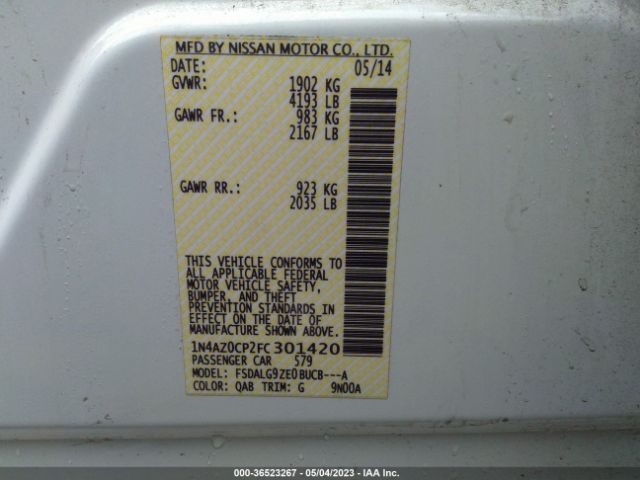 MFD BY NISSAN MOTOR CO., LTD.
DATE: 05/14
GVWR: 1902 KG
4193 LB
GAWR FR.: 983 KG
2167 LB
GAWR RR.: 923 KG
2035 LB
THIS VEHICLE CONFORMS TO
ALL APPLICABLE FEDERAL
MOTOR VEHICLE SAFETY,
BUMPER, AND THEFT
PREVENTION STANDARDS IN
EFFECT ON THE DATE OF
MANUFACTURE SHOWN ABOVE.
1N4AZ0CP2FC301420
PASSENGER CAR 579
MODEL: FSDALG9ZE0BUCB---A
COLOR: QAB TRIM: G 9N00A
000-36523267 - 05/04/2023 - IAA Inc.